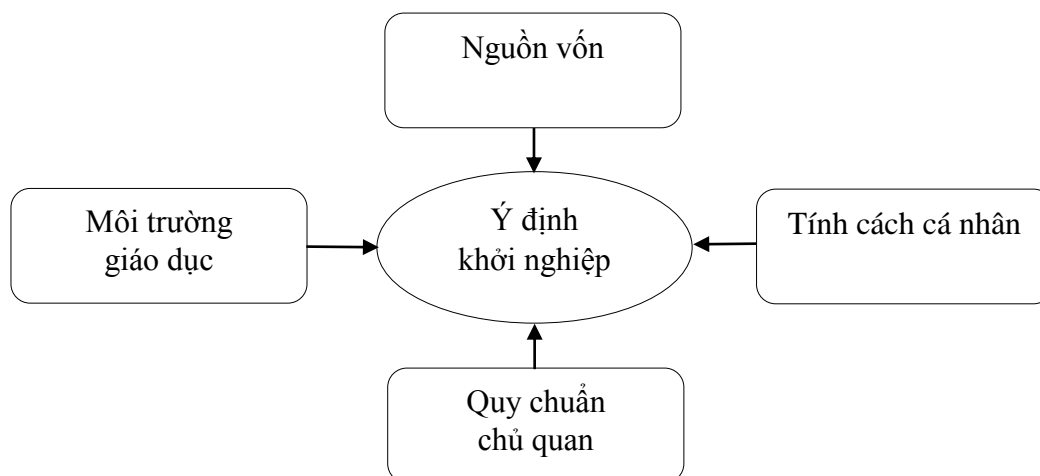 Nguồn vốn
Môi trường
giáo dục
Ý định
khởi nghiệp
Tính cách cá nhân
Quy chuẩn
chủ quan